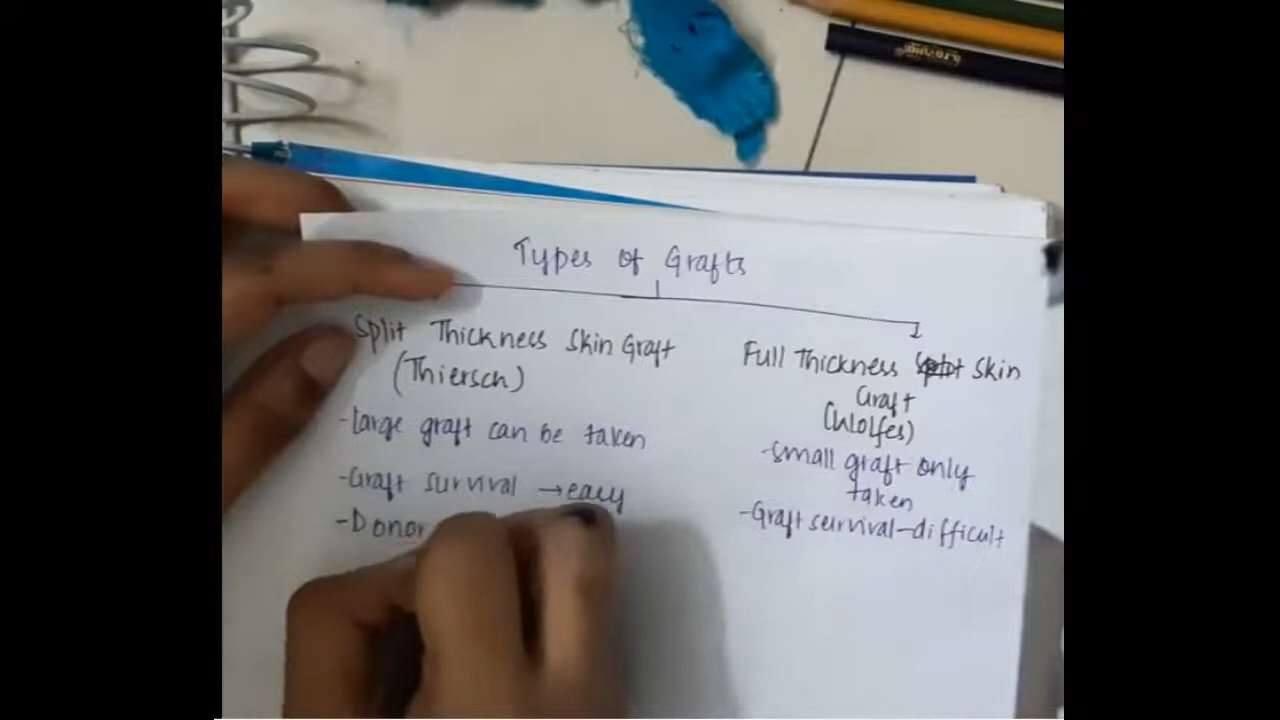 Types of Grafts
Split Thickness Skin Graft
(Thiersch)
-Large graft can be taken
-Graft survival →easy
-Donor
Full Thickness Skin
Graft
(Wolfes)
-small graft only
taken
-Graft survival-difficult